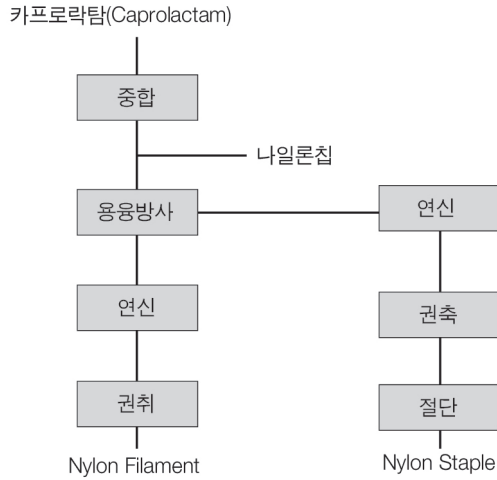 카프로락탐(Caprolactam)
중합
나일론칩
용융방사
연신
연신
권축
권취
절단
Nylon Filament
Nylon Staple